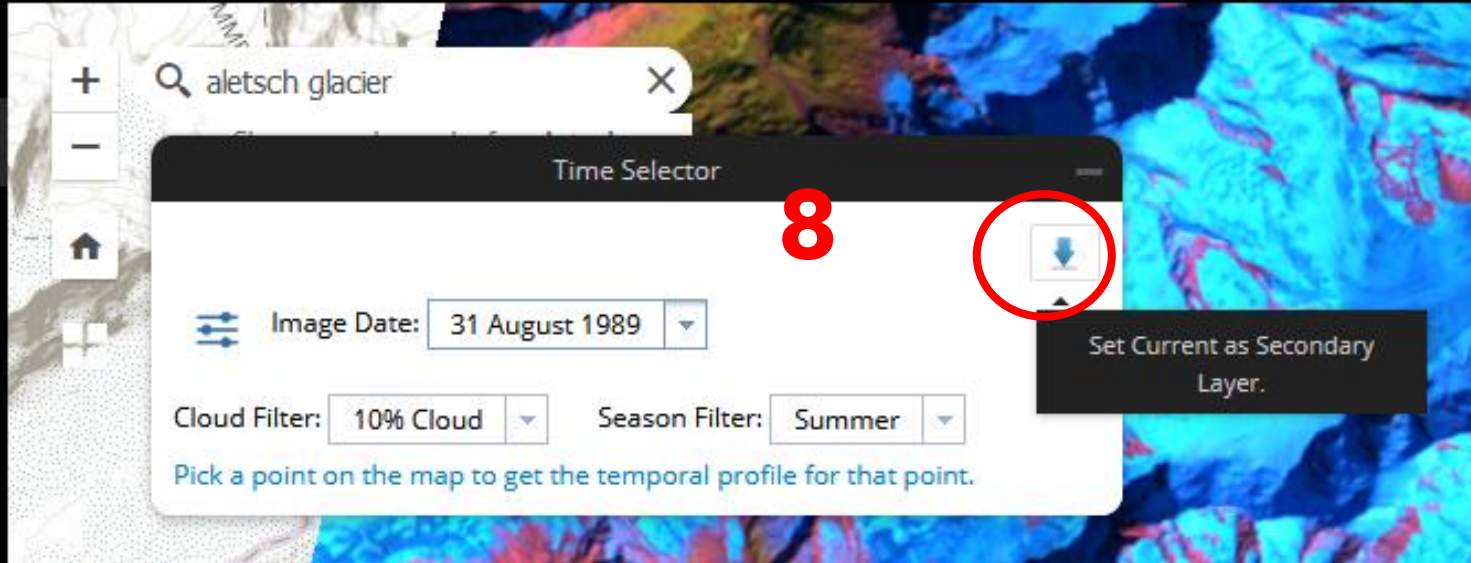 +
aletsch glacier
−
Time Selector
8
Image Date: 31 August 1989
Set Current as Secondary
Layer.
Cloud Filter: 10% Cloud Season Filter: Summer
Pick a point on the map to get the temporal profile for that point.